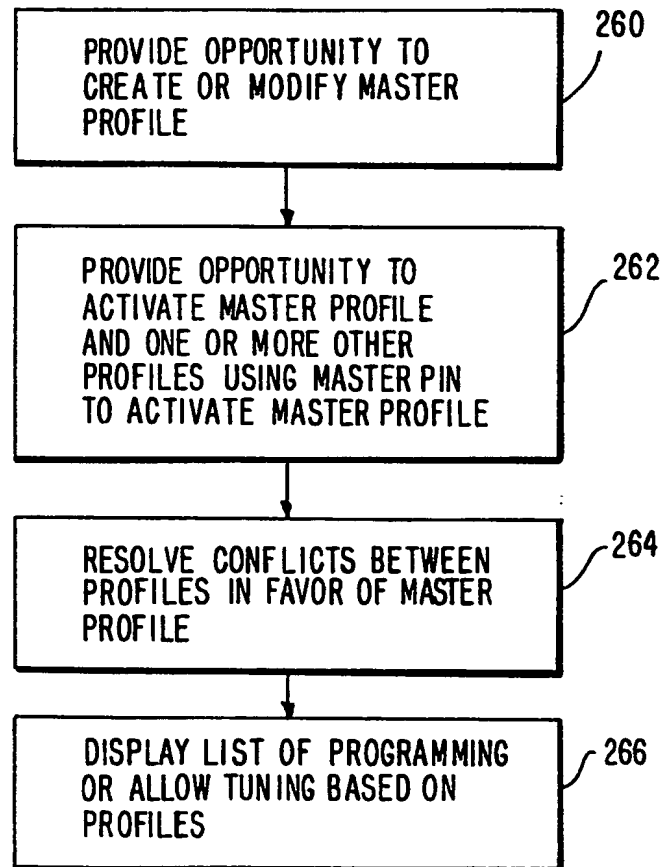 260
PROVIDE OPPORTUNITY TO
CREATE OR MODIFY MASTER
PROFILE
262
PROVIDE OPPORTUNITY TO
ACTIVATE MASTER PROFILE
AND ONE OR MORE OTHER
PROFILES USING MASTER PIN
TO ACTIVATE MASTER PROFILE
264
RESOLVE CONFLICTS BETWEEN
PROFILES IN FAVOR OF MASTER
PROFILE
266
DISPLAY LIST OF PROGRAMMING
OR ALLOW TUNING BASED ON
PROFILES